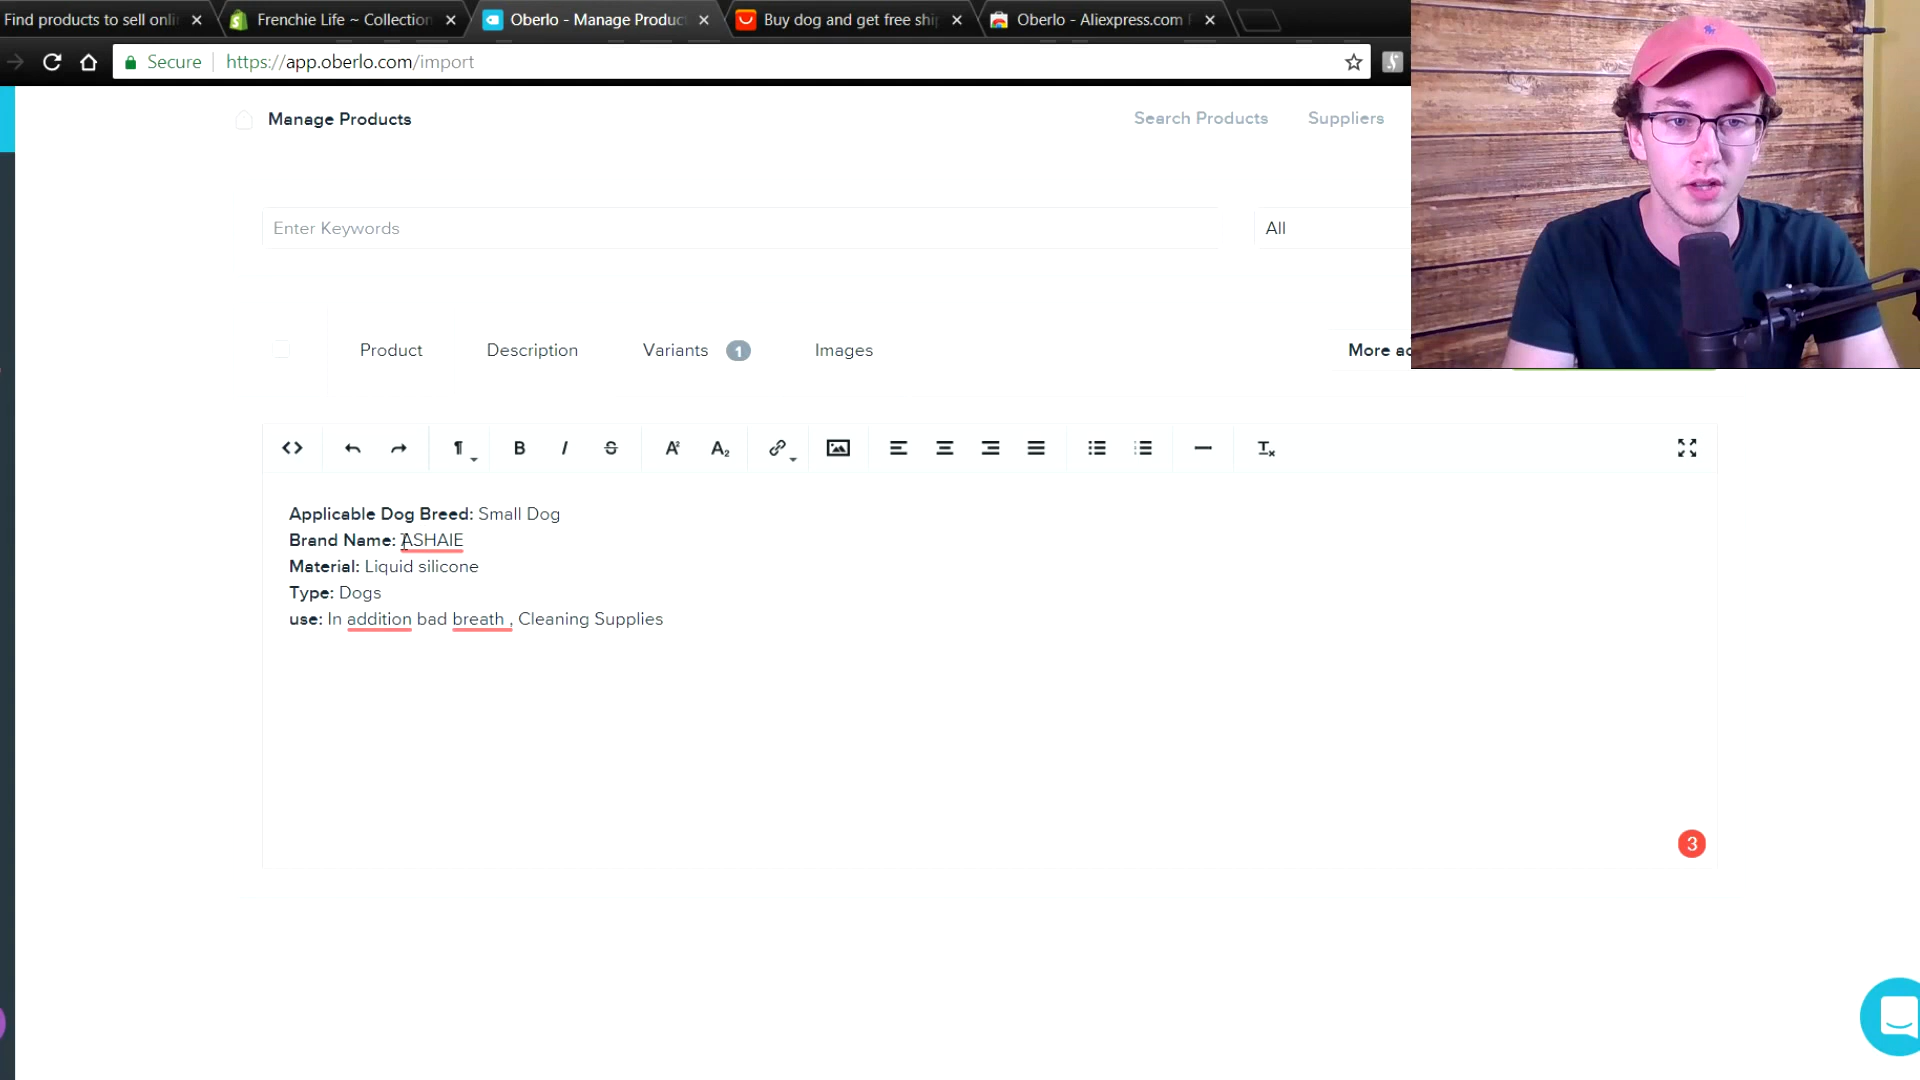 Find products to sell onli
Frenchie Life ~ Collection
Oberlo - Manage Produc
Buy dog and get free shi
Oberlo - Aliexpress.com
Secure
https://app.oberlo.com/import
Manage Products
Search Products
Suppliers
Enter Keywords
All
Product
Description
Variants 1
Images
More ac
Applicable Dog Breed: Small Dog
Brand Name: ASHAIE
Material: Liquid silicone
Type: Dogs
use: In addition bad breath , Cleaning Supplies
3